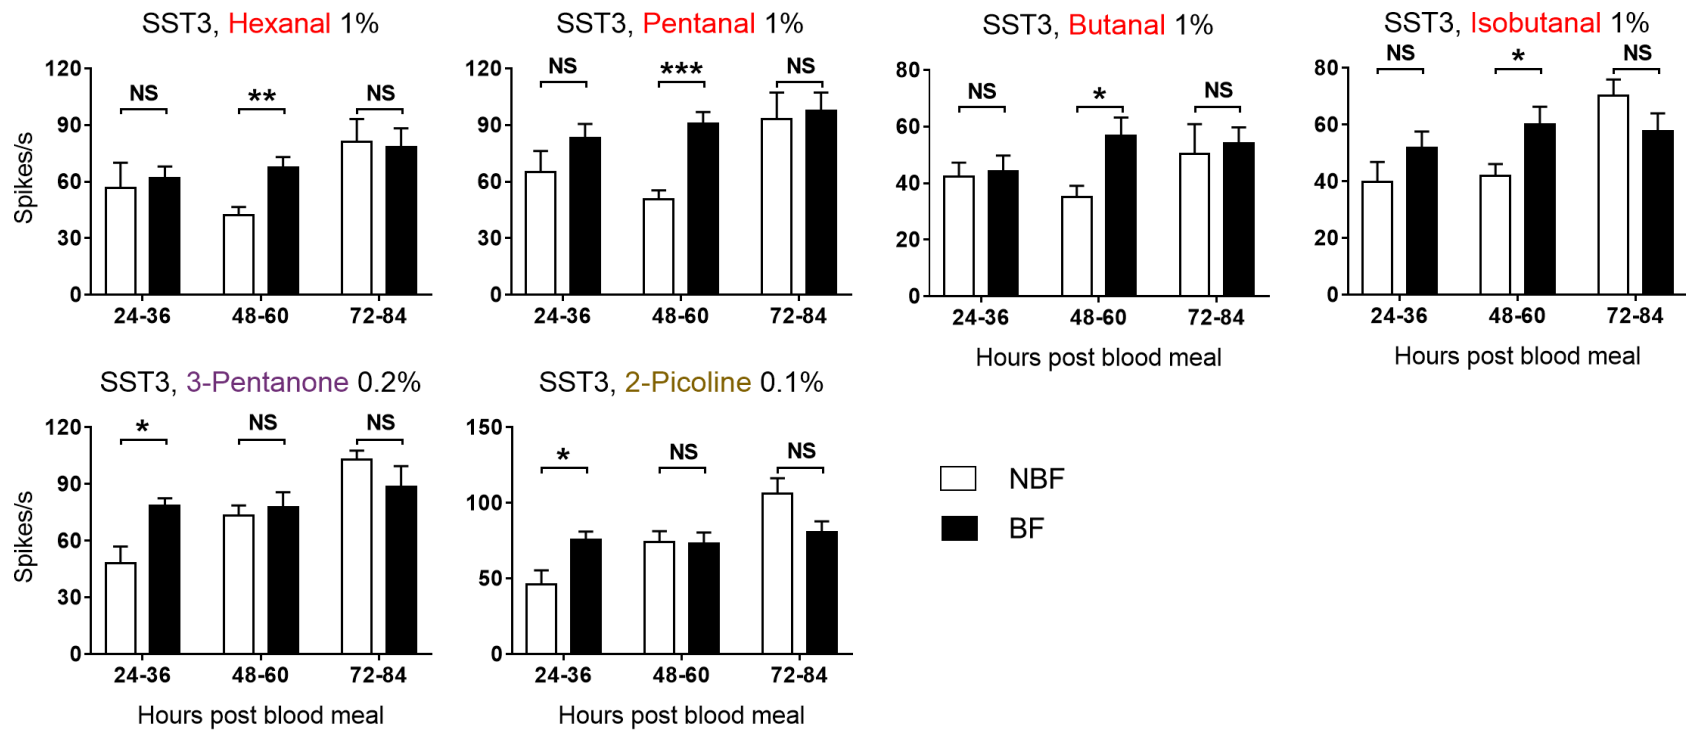 SST3, Hexanal 1%
Spikes/s
120
90
60
30
0
NS
**
NS
24-36
48-60
72-84
SST3, Pentanal 1%
120
90
60
30
0
NS
***
NS
24-36
48-60
72-84
SST3, Butanal 1%
80
60
40
20
0
NS
*
NS
24-36
48-60
72-84
Hours post blood meal
SST3, Isobutanal 1%
80
60
40
20
0
NS
*
NS
24-36
48-60
72-84
Hours post blood meal
SST3, 3-Pentanone 0.2%
Spikes/s
120
90
60
30
0
*
NS
NS
24-36
48-60
72-84
Hours post blood meal
SST3, 2-Picoline 0.1%
150
100
50
0
*
NS
NS
24-36
48-60
72-84
Hours post blood meal
NBF
BF